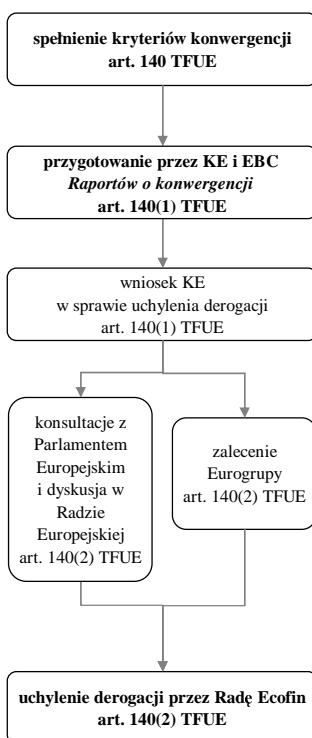 spełnienie kryteriów konwergencji
art. 140 TFUE
przygotowanie przez KE i EBC
Raportów o konwergencji
art. 140(1) TFUE
wniosek KE
w sprawie uchylenia derogacji
art. 140(1) TFUE
konsultacje z
Parlamentem
Europejskim
i dyskusja w
Radzie
Europejskiej
art. 140(2) TFUE
zalecenie
Eurogrupy
art. 140(2) TFUE
uchylenie derogacji przez Radę Ecofin
art. 140(2) TFUE